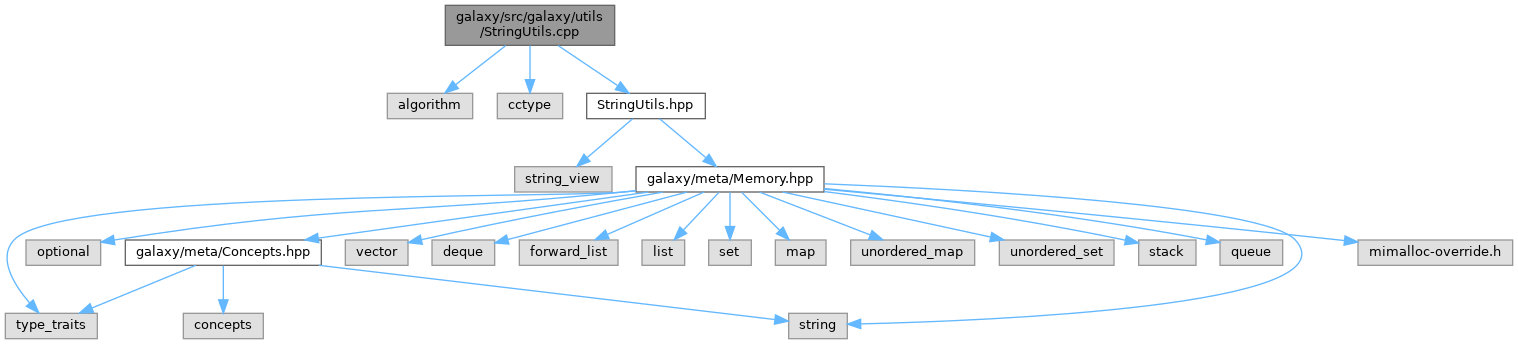 galaxy/src/galaxy/utils
/StringUtils.cpp
algorithm
cctype
StringUtils.hpp
string_view
galaxy/meta/Memory.hpp
optional
galaxy/meta/Concepts.hpp
vector
deque
forward_list
list
set
map
unordered_map
unordered_set
stack
queue
mimalloc-override.h
type_traits
concepts
string